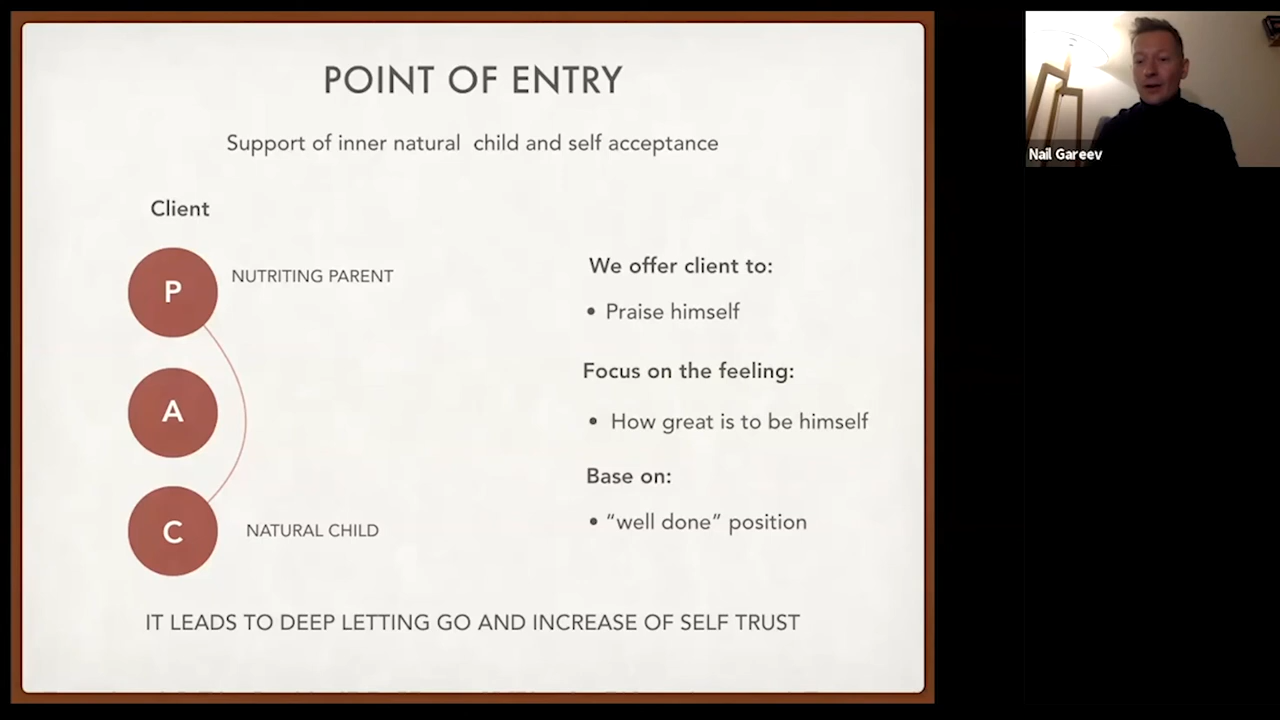 POINT OF ENTRY
Support of inner natural child and self acceptance
Client
P
NUTRITING PARENT
A
C
NATURAL CHILD
We offer client to:
• Praise himself
Focus on the feeling:
• How great is to be himself
Base on:
• “well done” position
IT LEADS TO DEEP LETTING GO AND INCREASE OF SELF TRUST
Nail Gareev